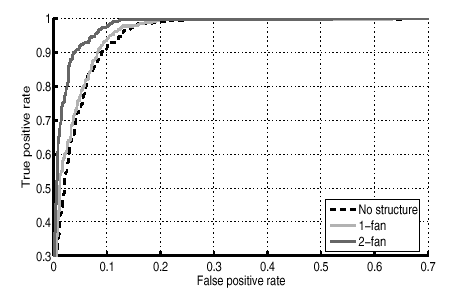 1
0.9
0.8
0.7
0.6
0.5
0.4
0.3
True positive rate
0 0.1 0.2 0.3 0.4 0.5 0.6 0.7
False positive rate
No structure
1-fan
2-fan